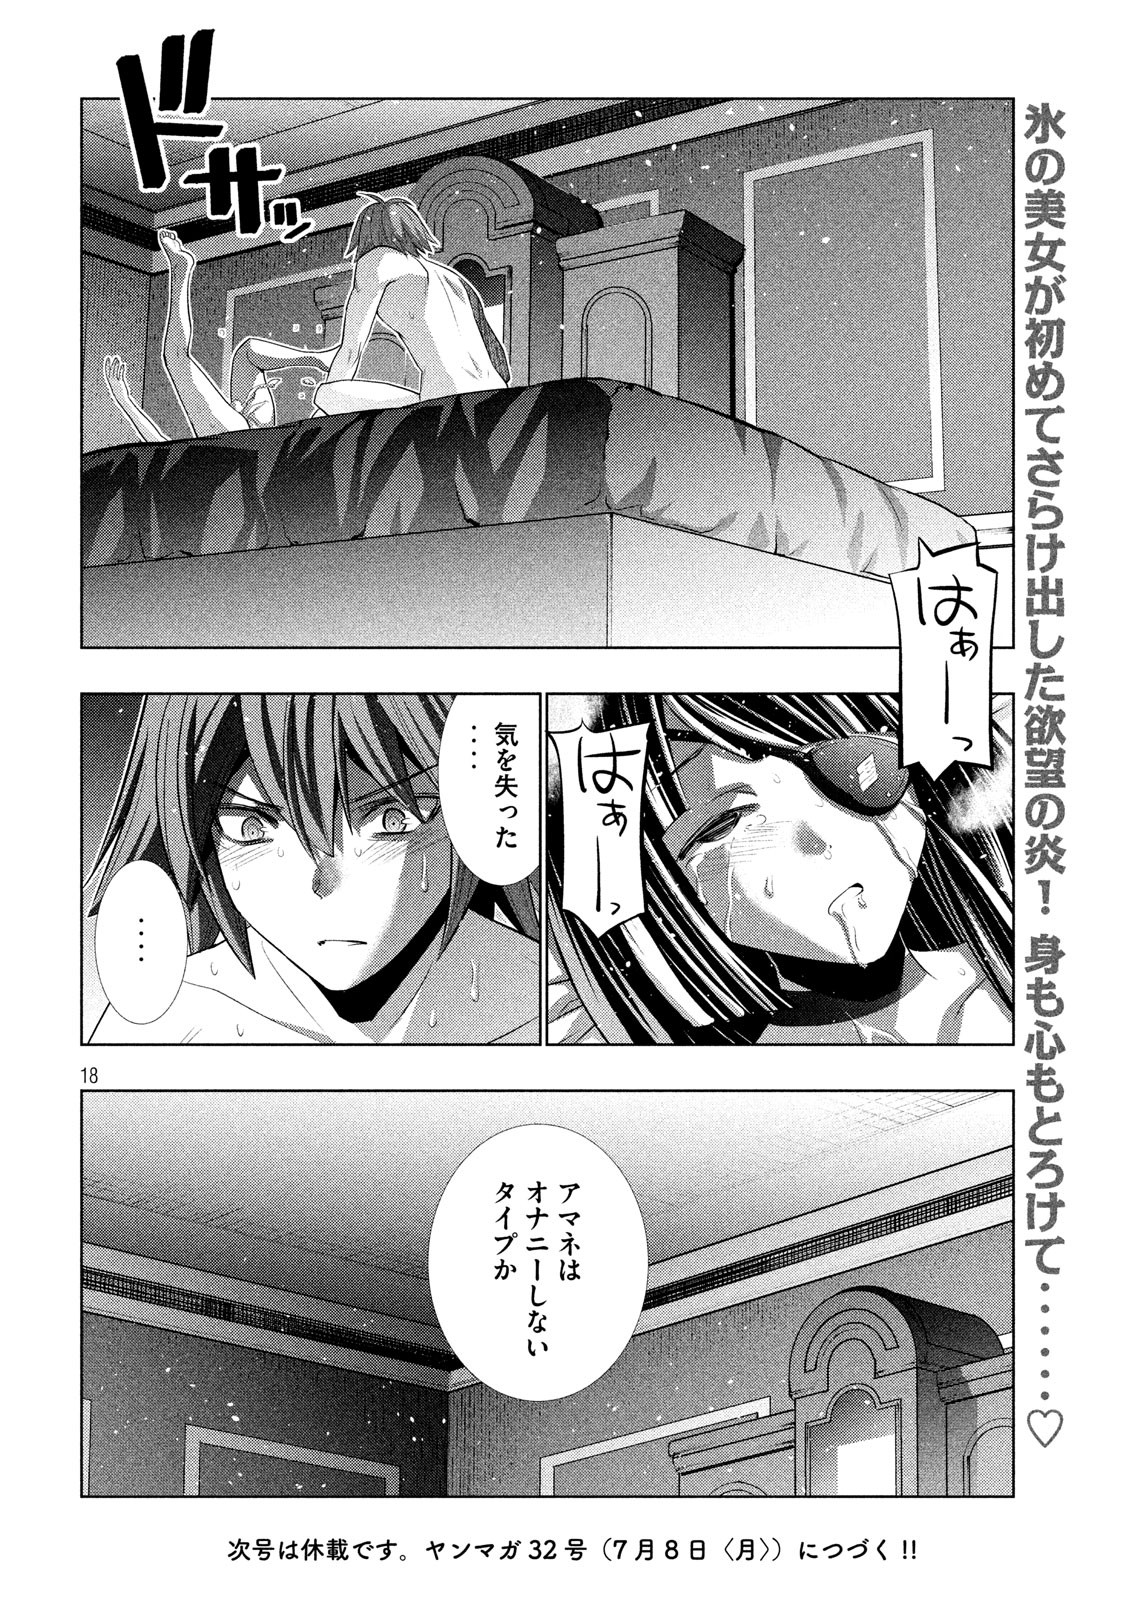 ドサッ
氷の美女が初めてさらけ出した欲望の炎！ 身も心もとろけて・・・・・・・♡
はぁーっ
はぁーっ
気を失った
・・・・
・・・・
18
アマネは
オナニーしない
タイプか
次号は休載です。ヤンマガ32号（7月8日〈月〉）につづく!!